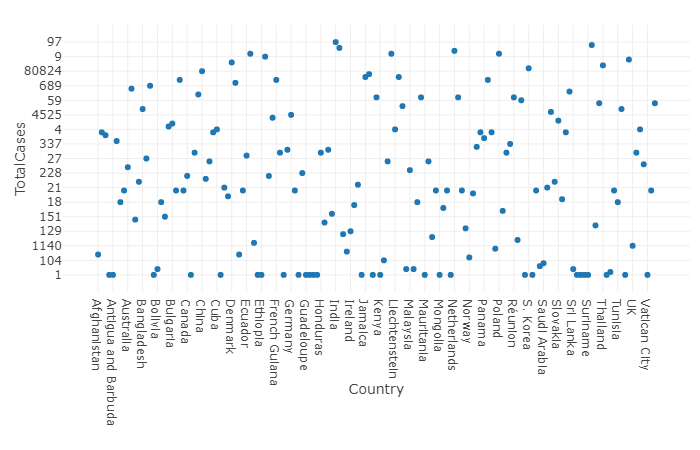 97
9
80824
689
59
4525
4
337
27
228
21
18
151
129
1140
104
1
TotalCases
Afghanistan
Antigua and Barbuda
Australia
Bangladesh
Bolivia
Bulgaria
Canada
China
Cuba
Denmark
Ecuador
Ethiopia
French Guiana
Germany
Guadeloupe
Honduras
India
Ireland
Jamaica
Kenya
Liechtenstein
Malaysia
Mauritania
Mongolia
Netherlands
Norway
Panama
Poland
Réunion
S. Korea
Saudi Arabia
Slovakia
Sri Lanka
Suriname
Thailand
Tunisia
UK
Vatican City
Country